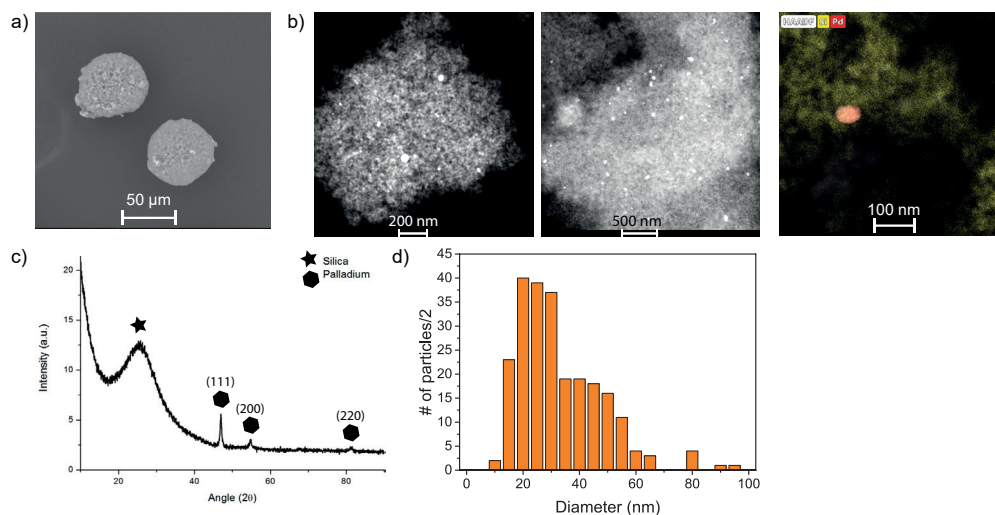 a)
50 µm
b)
200 nm
500 nm
HAADF Si Pd
100 nm
c)
Silica
Palladium
Intensity (a.u.)
20
15
10
5
0
(111)
(200)
(220)
20
40
60
80
Angle (2θ)
d)
# of particles/2
45
40
35
30
25
20
15
10
5
0
0
20
40
60
80
100
Diameter (nm)